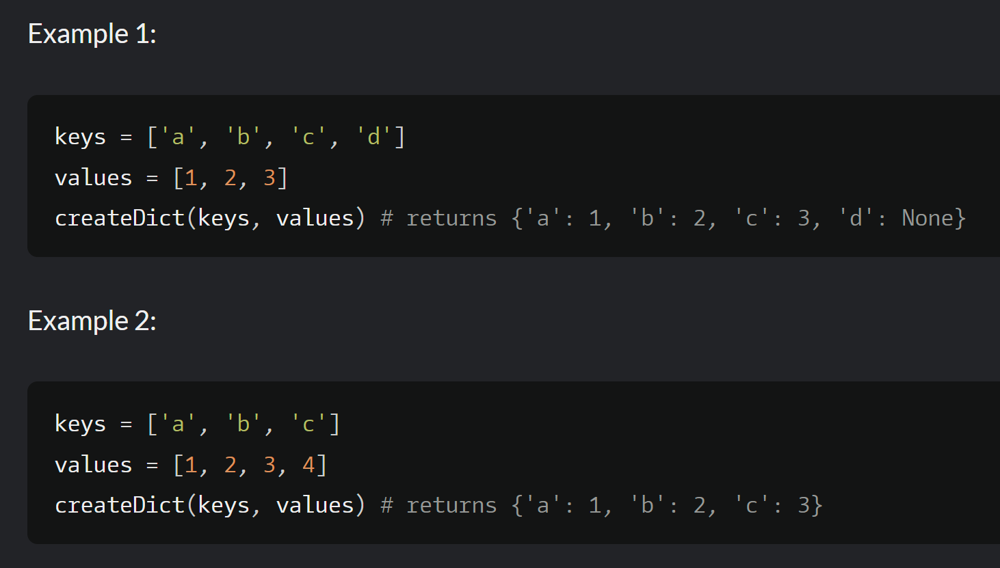 Example 1:
keys = ['a', 'b', 'c', 'd']
values = [1, 2, 3]
createDict(keys, values) # returns {'a': 1, 'b': 2, 'c': 3, 'd': None}
Example 2:
keys = ['a', 'b', 'c']
values = [1, 2, 3, 4]
createDict(keys, values) # returns {'a': 1, 'b': 2, 'c': 3}